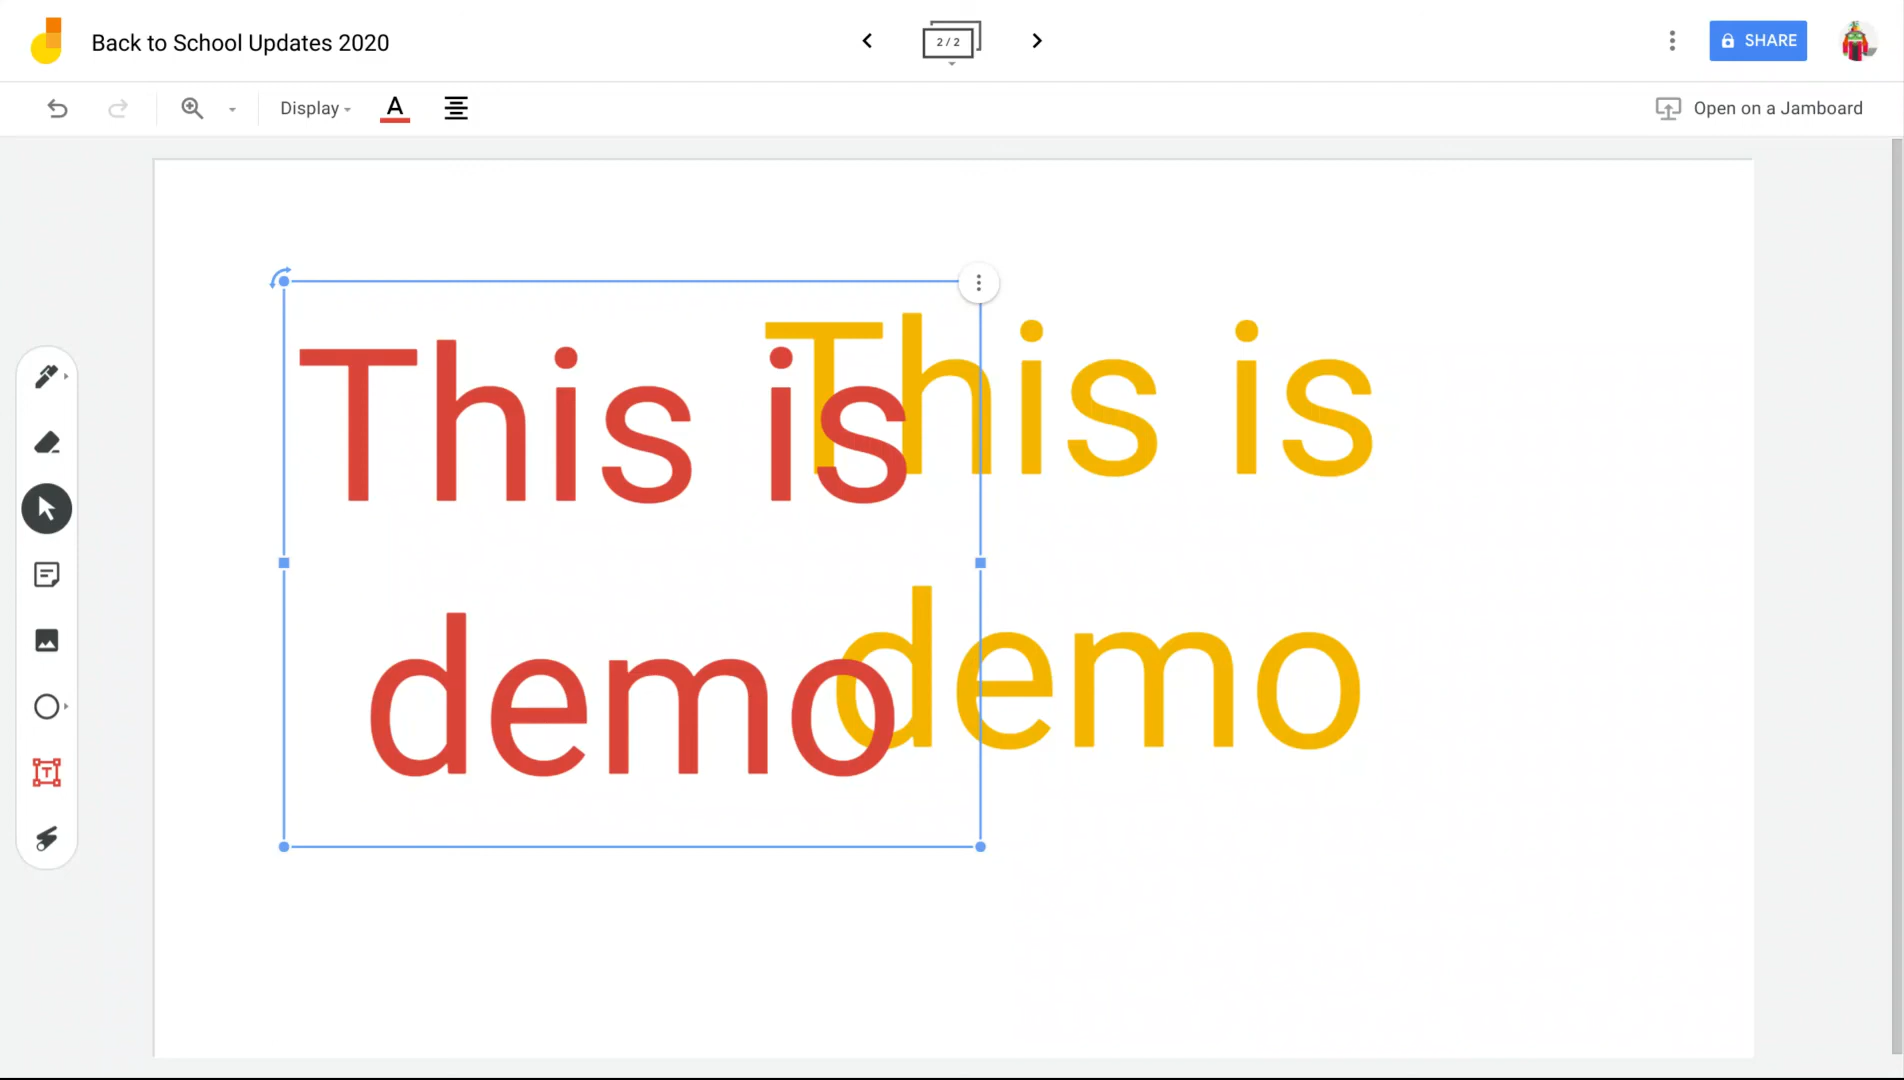 Back to School Updates 2020
2 / 2
SHARE
Display
A
Open on a Jamboard
This is
demo
This is
demo
T